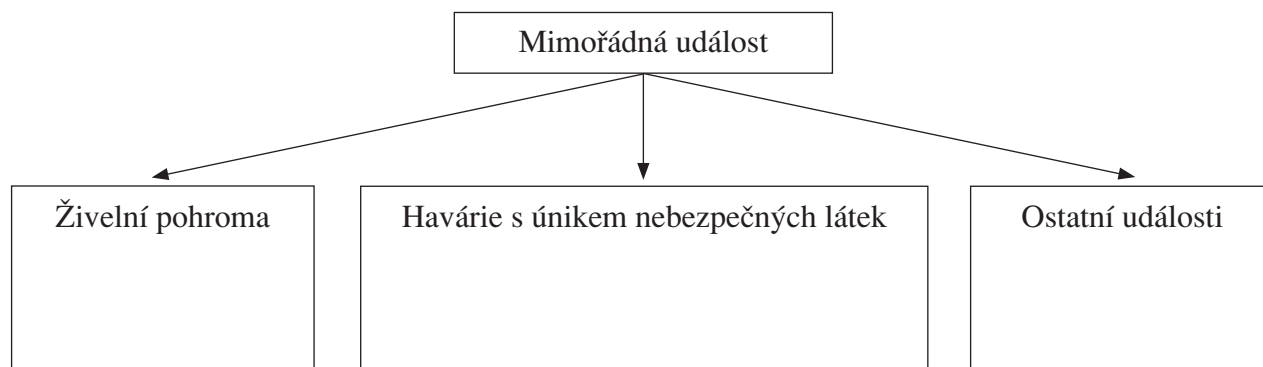 Mimořádná událost
Živelní pohroma
Havárie s únikem nebezpečných látek
Ostatní události